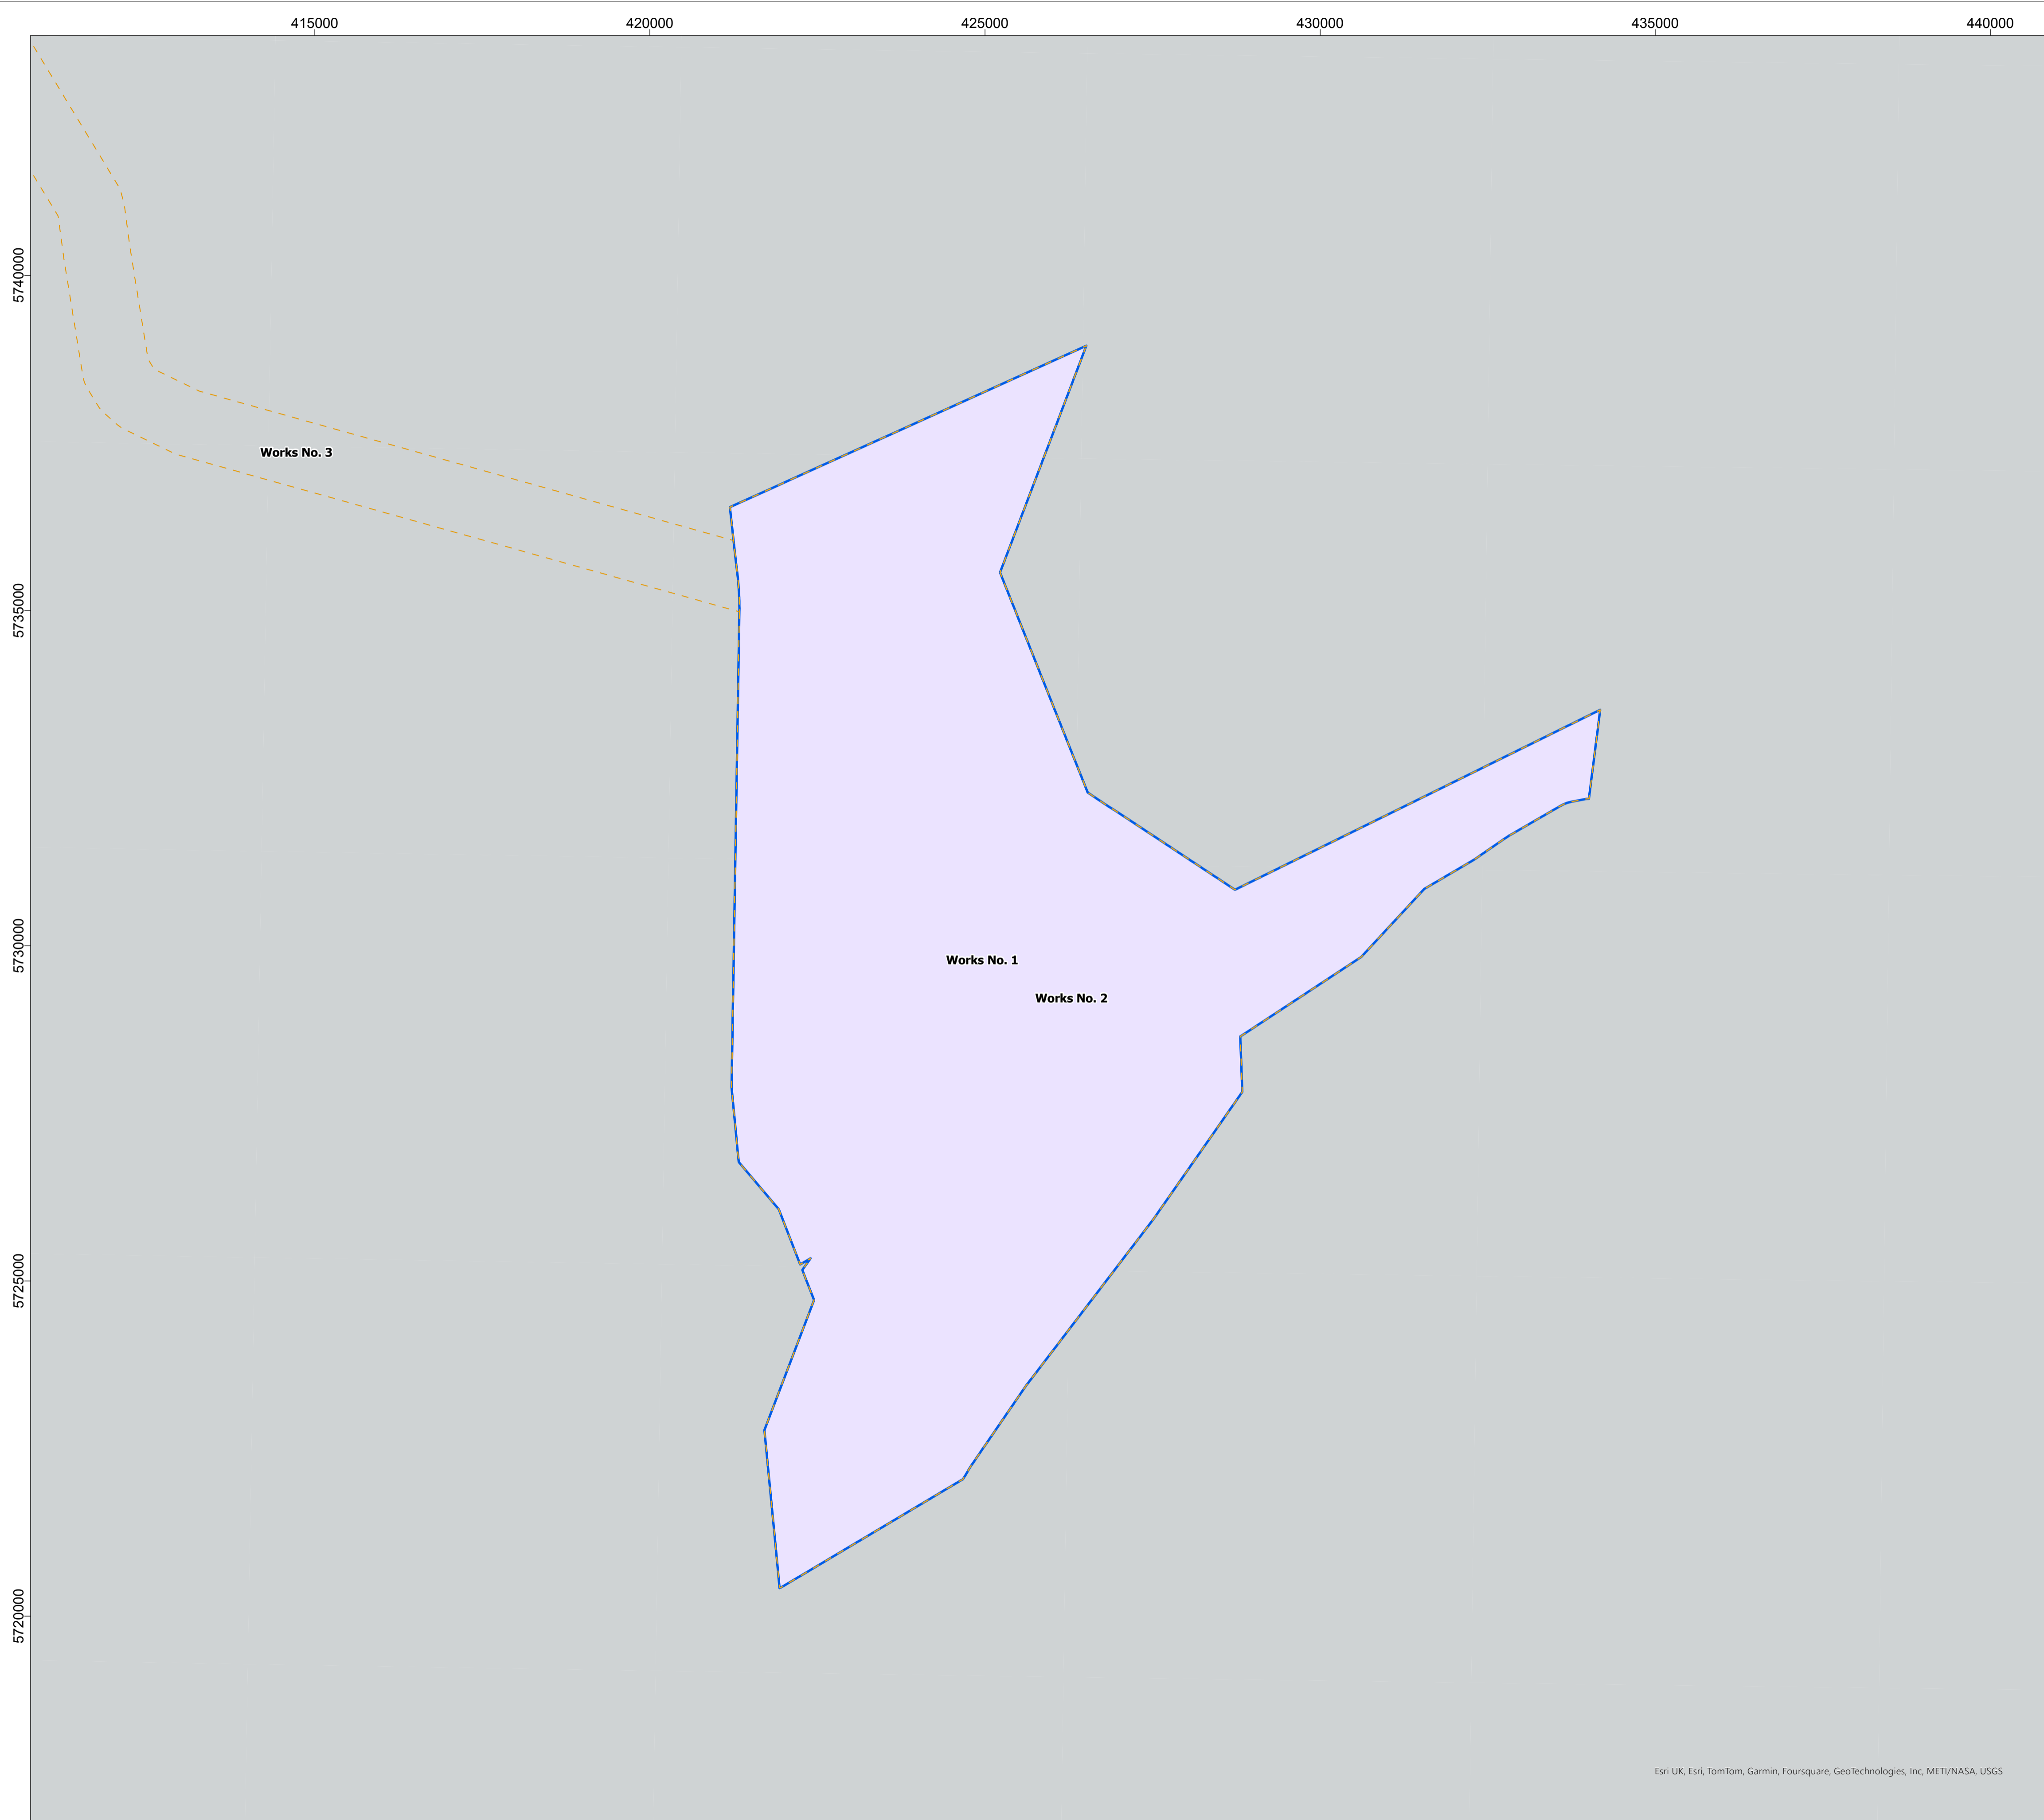 415000 420000 425000 430000 435000 440000
5740000
Works No. 3
5735000
5730000
Works No. 1
Works No. 2
5725000
5720000
Esri UK, Esri, TomTom, Garmin, Foursquare, GeoTechnologies, Inc, METI/NASA, USGS